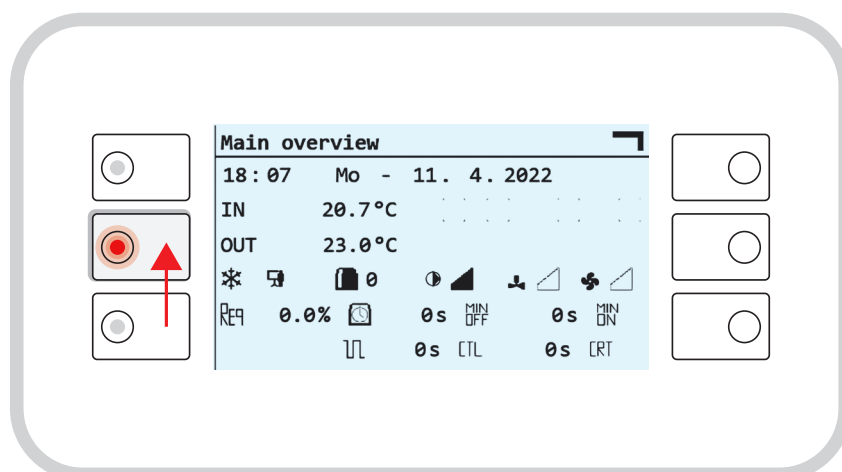 Main overview
18:07 Mo - 11. 4. 2022
IN 20.7°C
OUT 23.0°C
0
REq 0.0% 0s MIN OFF 0s MIN ON
0s CTL 0s CRT